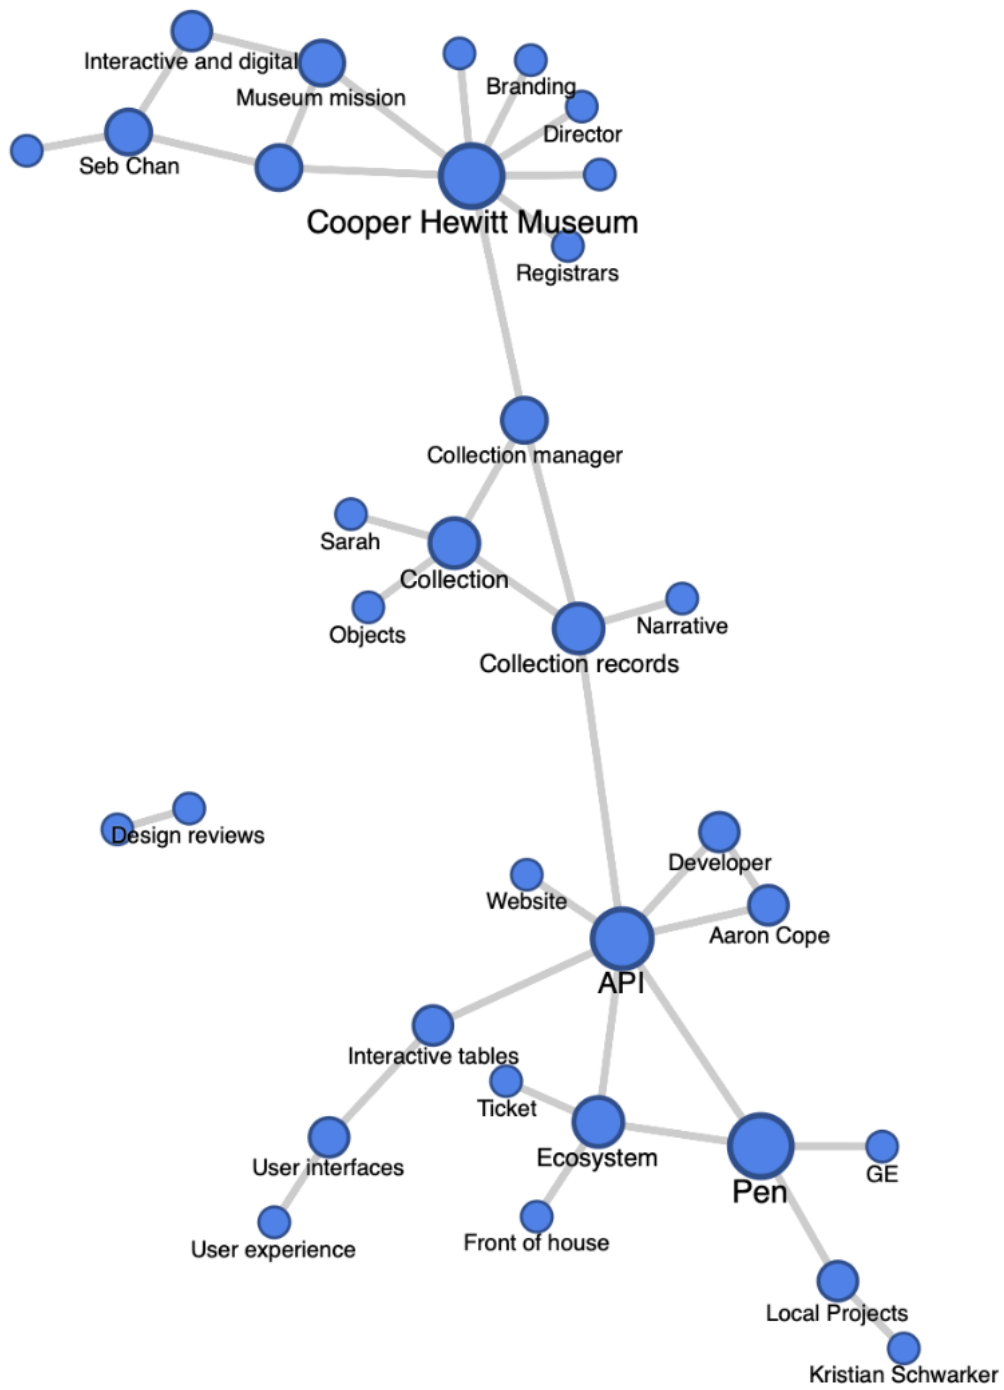 Interactive and digital
Museum mission
Branding
Director
Seb Chan
Cooper Hewitt Museum
Registrars
Collection manager
Sarah
Collection
Objects
Narrative
Collection records
Design reviews
Developer
Website
Aaron Cope
API
Interactive tables
Ticket
Ecosystem
User interfaces
GE
Pen
Front of house
User experience
Local Projects
Kristian Schwarker